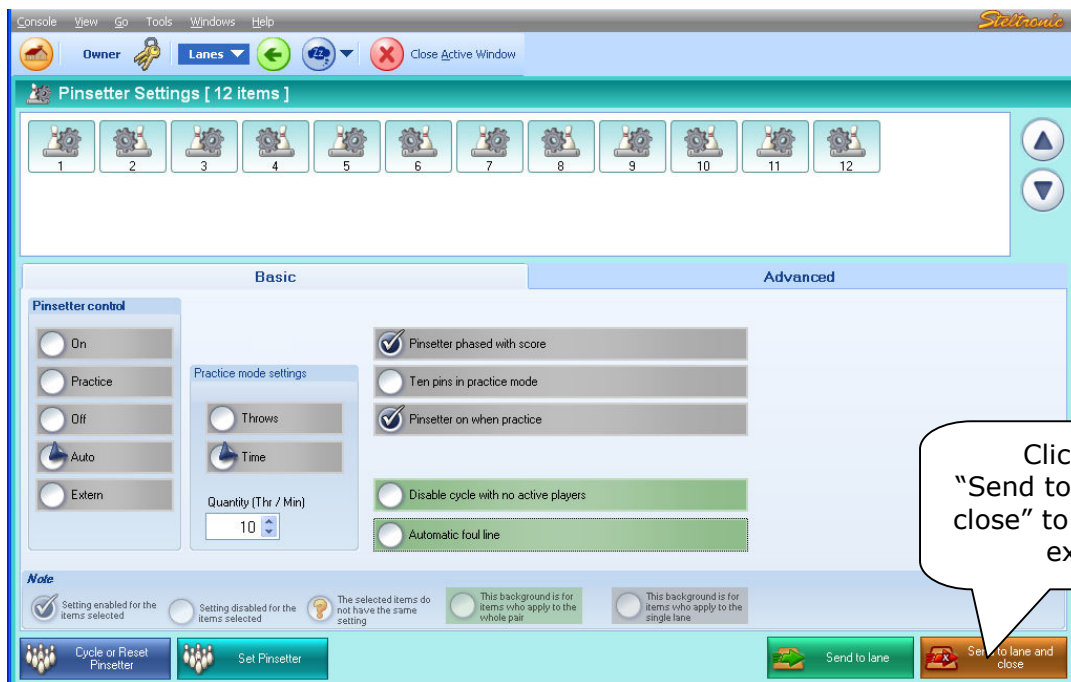 Console View Go Tools Windows Help
Steltronic
Owner Lanes Close Active Window
Pinsetter Settings [ 12 items ]
1 2 3 4 5 6 7 8 9 10 11 12
Basic Advanced
Pinsetter control
On
Practice
Off
Auto
Extern
Practice mode settings
Throws
Time
Quantity (Thr / Min)
10
Pinsetter phased with score
Ten pins in practice mode
Pinsetter on when practice
Disable cycle with no active players
Automatic foul line
“Send to
close” to
Note
Setting enabled for the
items selected
Setting disabled for the
items selected
The selected items do
not have the same
setting
This background is for
items who apply to the
whole pair
This background is for
items who apply to the
single lane
Cycle or Reset
Pinsetter
Set Pinsetter
Send to lane
to lane and
close